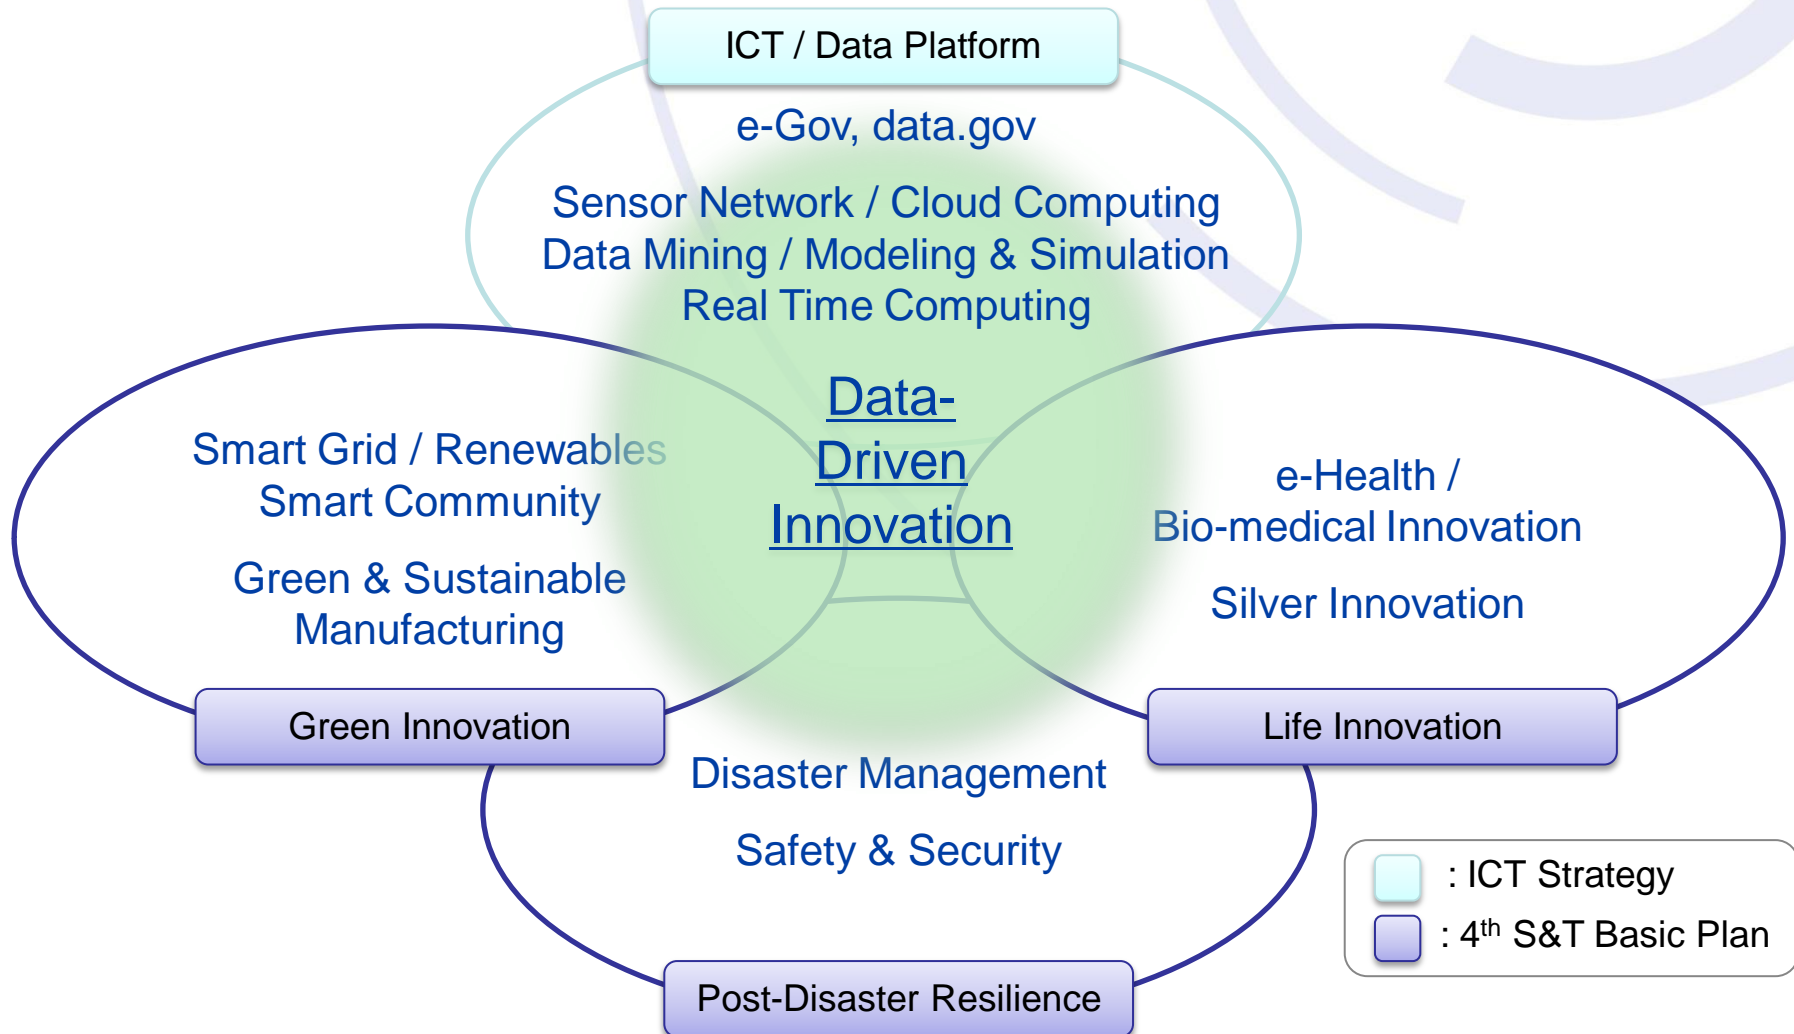 ICT / Data Platform
e-Gov, data.gov
Sensor Network / Cloud Computing
Data Mining / Modeling & Simulation
Real Time Computing
Data-
Driven
Innovation
Smart Grid / Renewables
Smart Community
Green & Sustainable
Manufacturing
Green Innovation
e-Health /
Bio-medical Innovation
Silver Innovation
Life Innovation
Disaster Management
Safety & Security
Post-Disaster Resilience
: ICT Strategy
: 4th S&T Basic Plan